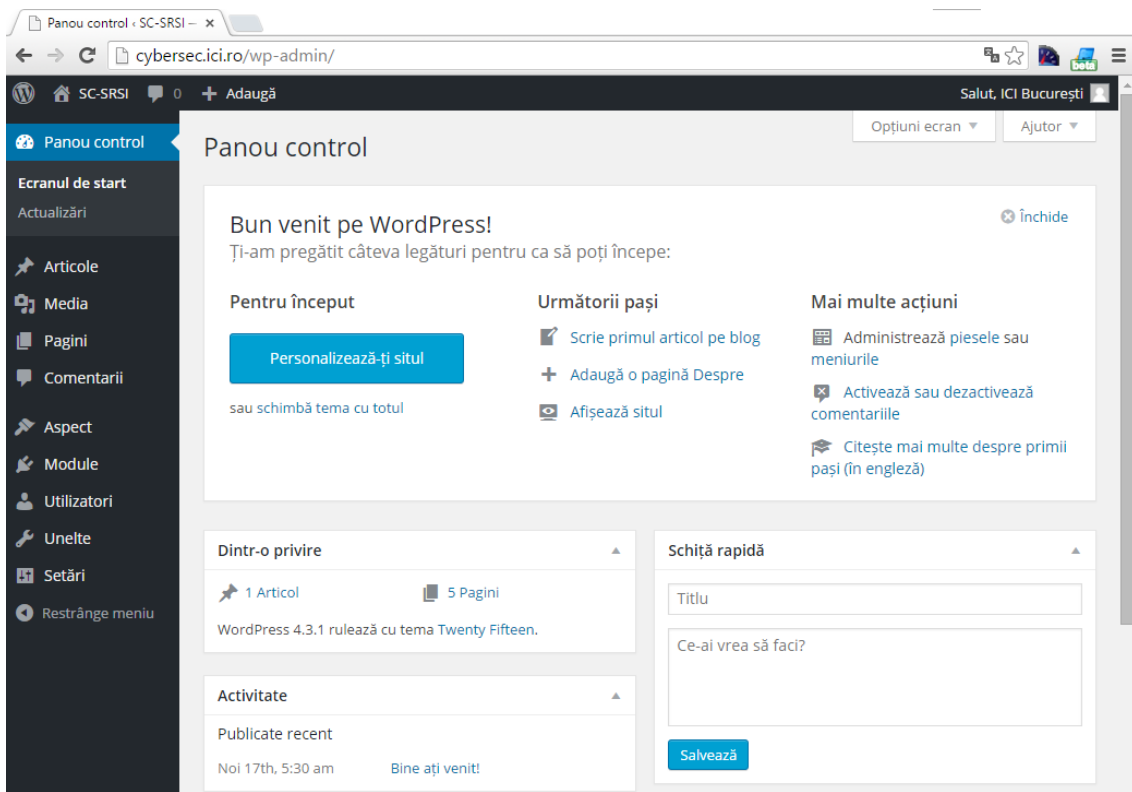 Panou control ‹ SC-SRSI —
cybersec.ici.ro/wp-admin/
beta
SC-SRSI 0 Adaugă Salut, ICI București
Panou control
Ecranul de start
Actualizări
Articole
Media
Pagini
Comentarii
Aspect
Module
Utilizatori
Unelte
Setări
Restrânge meniu
Opțiuni ecran Ajutor
Panou control
Bun venit pe WordPress!
Închide
Ți-am pregătit câteva legături pentru ca să poți începe:
Pentru început
Personalizează-ți situl
sau schimbă tema cu totul
Următorii pași
Scrie primul articol pe blog
Adaugă o pagină Despre
Afișează situl
Mai multe acțiuni
Administrează piesele sau
meniurile
Activează sau dezactivează
comentariile
Citește mai multe despre primii
pași (în engleză)
Dintr-o privire
1 Articol 5 Pagini
WordPress 4.3.1 rulează cu tema Twenty Fifteen.
Activitate
Publicate recent
Noi 17th, 5:30 am Bine ați venit!
Schiță rapidă
Titlu
Ce-ai vrea să faci?
Salvează